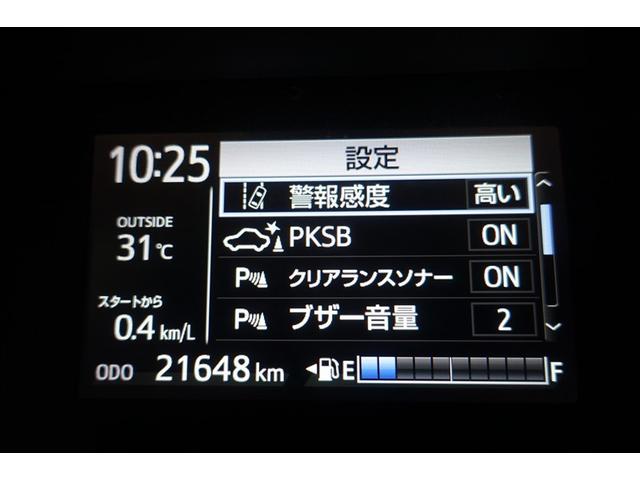 10:25
設定
警報感度 高い
OUTSIDE
31℃
PKSB ON
P クリアランスソナー ON
スタートから
0.4 km/L
P ブザー音量 2
ODO 21648 km
E F